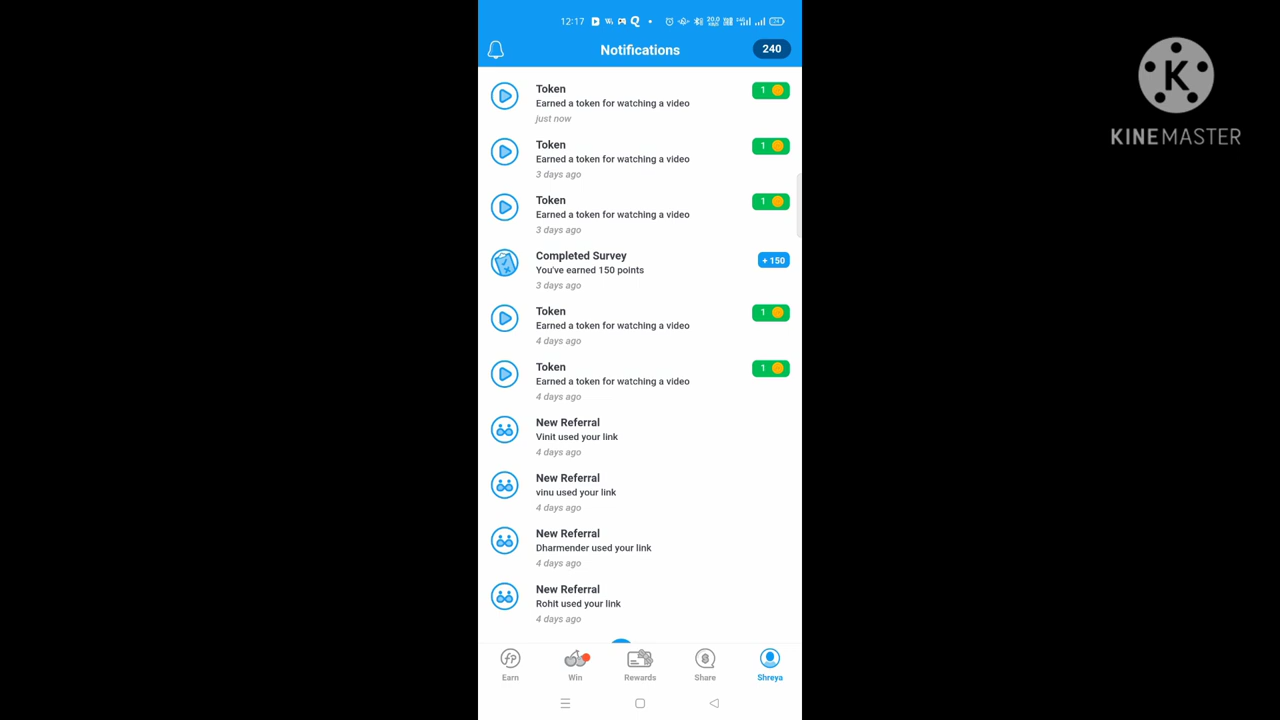 12:17
Notifications
240
Token
1
Earned a token for watching a video
just now
Token
1
Earned a token for watching a video
3 days ago
Token
1
Earned a token for watching a video
3 days ago
Completed Survey
+ 150
You've earned 150 points
3 days ago
Token
1
Earned a token for watching a video
4 days ago
Token
1
Earned a token for watching a video
4 days ago
New Referral
Vinit used your link
4 days ago
New Referral
vinu used your link
4 days ago
New Referral
Dharmender used your link
4 days ago
New Referral
Rohit used your link
4 days ago
Earn
Win
Rewards
Share
Shreya
K
KINEMASTER